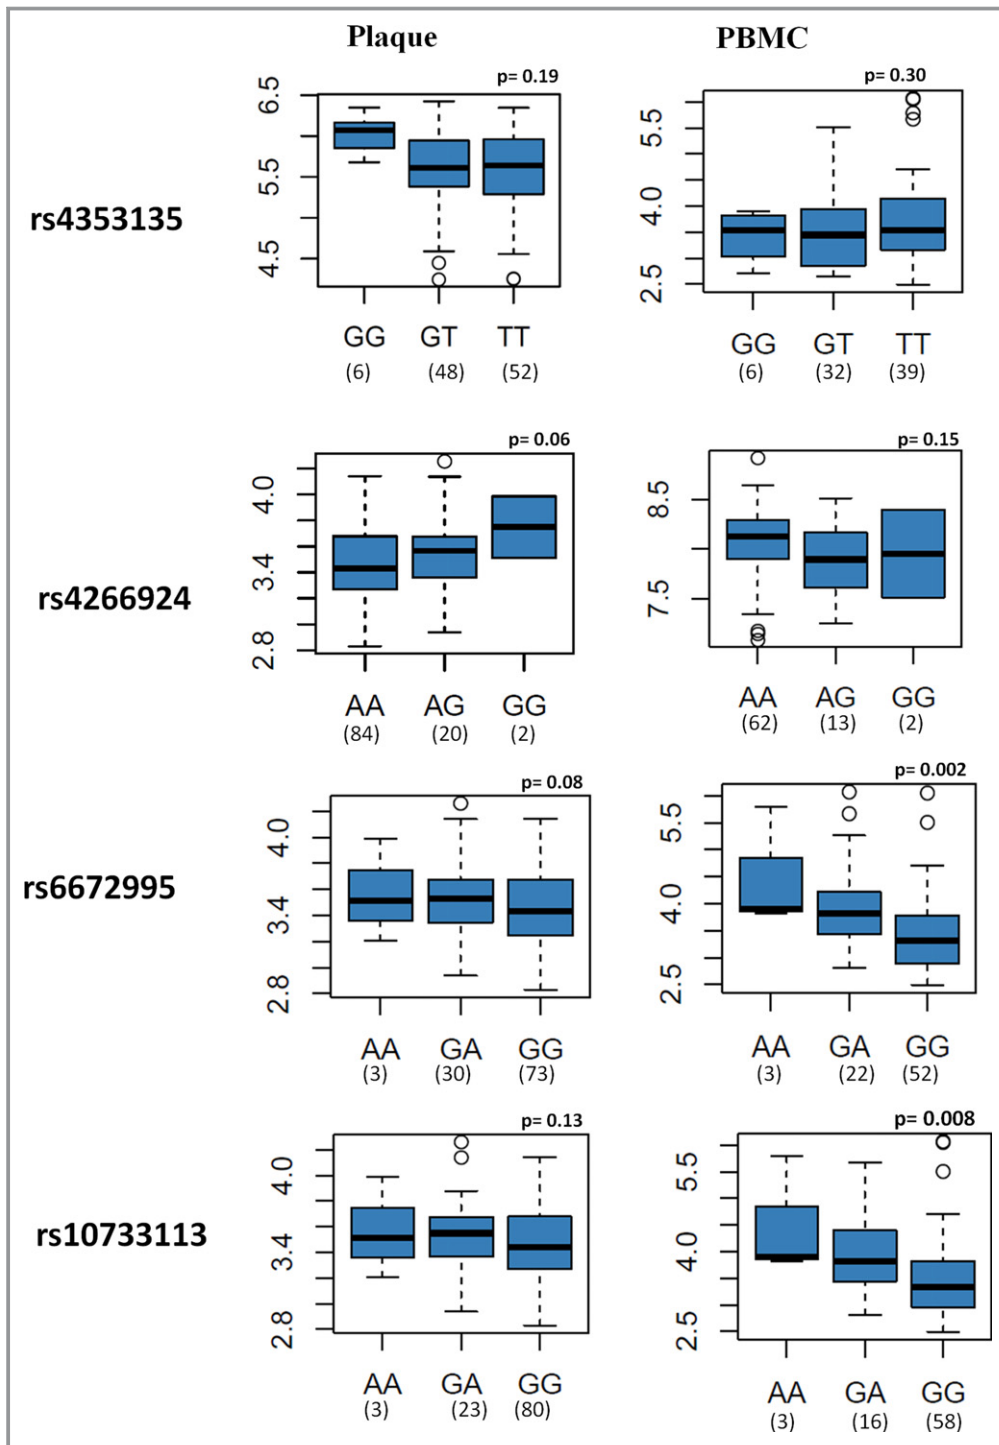 Plaque PBMC
rs4353135
p= 0.19
6.5
5.5
4.5
GG GT TT
(6) (48) (52)
p= 0.30
5.5
4.0
2.5
GG GT TT
(6) (32) (39)
rs4266924
p= 0.06
4.0
3.4
2.8
AA AG GG
(84) (20) (2)
p= 0.15
8.5
7.5
AA AG GG
(62) (13) (2)
rs6672995
p= 0.08
4.0
3.4
2.8
AA GA GG
(3) (30) (73)
p= 0.002
5.5
4.0
2.5
AA GA GG
(3) (22) (52)
rs10733113
p= 0.13
4.0
3.4
2.8
AA GA GG
(3) (23) (80)
p= 0.008
5.5
4.0
2.5
AA GA GG
(3) (16) (58)